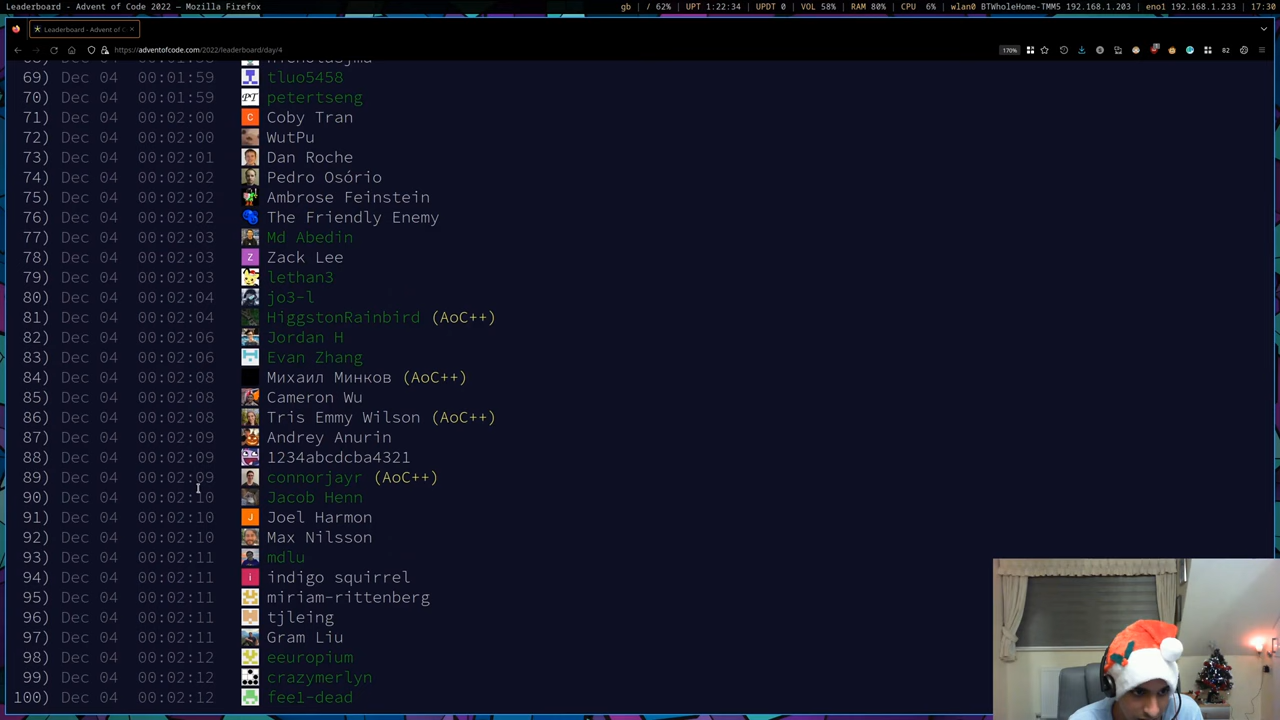 Leaderboard - Advent of Code 2022 — Mozilla Firefox
gb | / 62% | UPT 1:22:34 | UPDT 0 | VOL 58% | RAM 80% | CPU 6% | wlan0 BTWholeHome-TMM5 192.168.1.203 | eno1 192.168.1.233 | 17:30
Leaderboard - Advent of C
https://adventofcode.com/2022/leaderboard/day/4
170%
82
69) Dec 04 00:01:59 tluo5458
70) Dec 04 00:01:59 PT petertseng
71) Dec 04 00:02:00 C Coby Tran
72) Dec 04 00:02:00 WutPu
73) Dec 04 00:02:01 Dan Roche
74) Dec 04 00:02:02 Pedro Osório
75) Dec 04 00:02:02 Ambrose Feinstein
76) Dec 04 00:02:02 The Friendly Enemy
77) Dec 04 00:02:03 Md Abedin
78) Dec 04 00:02:03 Z Zack Lee
79) Dec 04 00:02:03 lethan3
80) Dec 04 00:02:04 jo3-l
81) Dec 04 00:02:04 HiggstonRainbird (AoC++)
82) Dec 04 00:02:06 Jordan H
83) Dec 04 00:02:06 Evan Zhang
84) Dec 04 00:02:08 Михаил Минков (AoC++)
85) Dec 04 00:02:08 Cameron Wu
86) Dec 04 00:02:08 Tris Emmy Wilson (AoC++)
87) Dec 04 00:02:09 Andrey Anurin
88) Dec 04 00:02:09 1234abcdcba4321
89) Dec 04 00:02:09 connorjayr (AoC++)
90) Dec 04 00:02:10 Jacob Henn
91) Dec 04 00:02:10 J Joel Harmon
92) Dec 04 00:02:10 Max Nilsson
93) Dec 04 00:02:11 mdlu
94) Dec 04 00:02:11 i indigo squirrel
95) Dec 04 00:02:11 miriam-rittenberg
96) Dec 04 00:02:11 tjleing
97) Dec 04 00:02:11 Gram Liu
98) Dec 04 00:02:12 eeuropium
99) Dec 04 00:02:12 crazymerlyn
100) Dec 04 00:02:12 fee1-dead